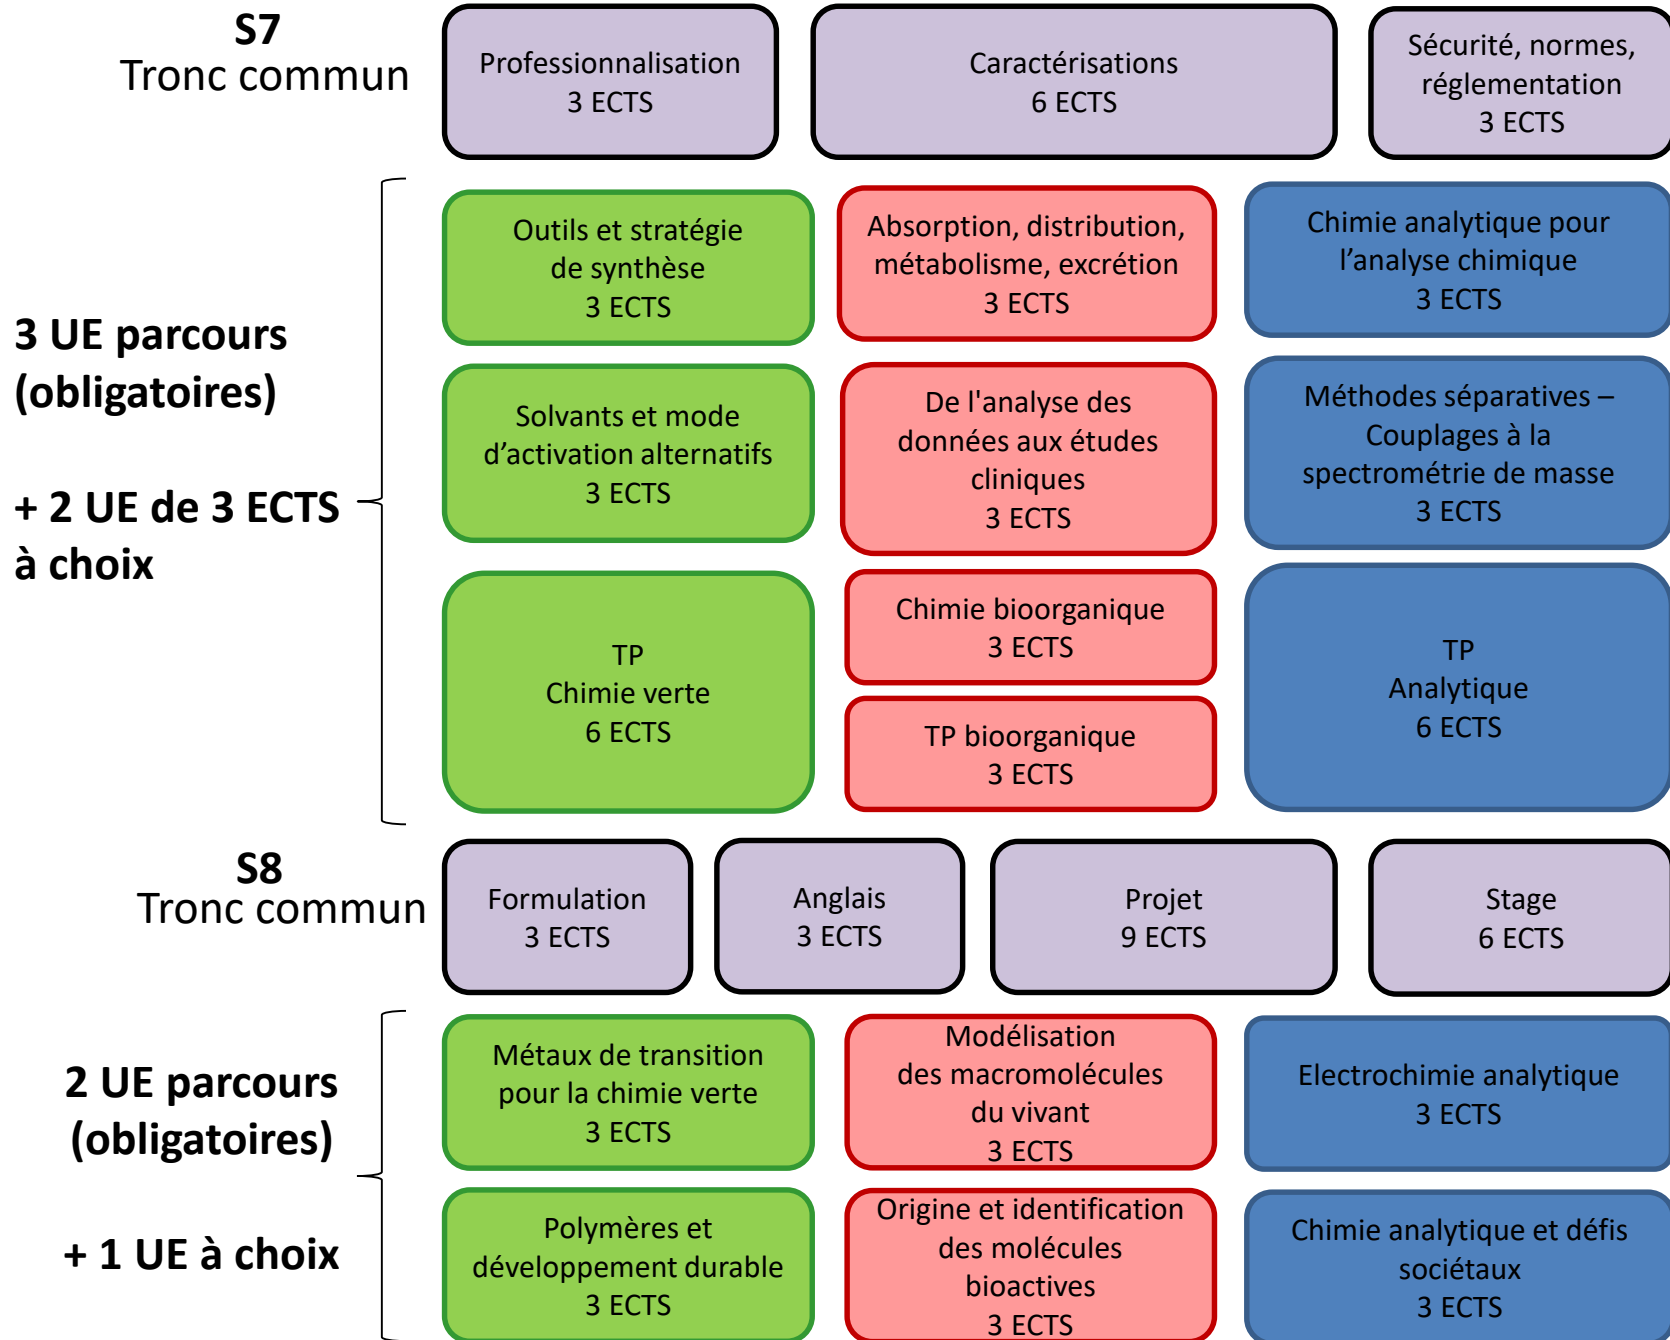 S7
Tronc commun
Professionnalisation
3 ECTS
Caractérisations
6 ECTS
Sécurité, normes,
réglementation
3 ECTS
3 UE parcours
(obligatoires)
+ 2 UE de 3 ECTS
à choix
Outils et stratégie
de synthèse
3 ECTS
Absorption, distribution,
métabolisme, excrétion
3 ECTS
Chimie analytique pour
l’analyse chimique
3 ECTS
Solvants et mode
d’activation alternatifs
3 ECTS
De l'analyse des
données aux études
cliniques
3 ECTS
Méthodes séparatives –
Couplages à la
spectrométrie de masse
3 ECTS
TP
Chimie verte
6 ECTS
Chimie bioorganique
3 ECTS
TP bioorganique
3 ECTS
TP
Analytique
6 ECTS
S8
Tronc commun
Formulation
3 ECTS
Anglais
3 ECTS
Projet
9 ECTS
Stage
6 ECTS
2 UE parcours
(obligatoires)
+ 1 UE à choix
Métaux de transition
pour la chimie verte
3 ECTS
Modélisation
des macromolécules
du vivant
3 ECTS
Electrochimie analytique
3 ECTS
Polymères et
développement durable
3 ECTS
Origine et identification
des molécules
bioactives
3 ECTS
Chimie analytique et défis
sociétaux
3 ECTS